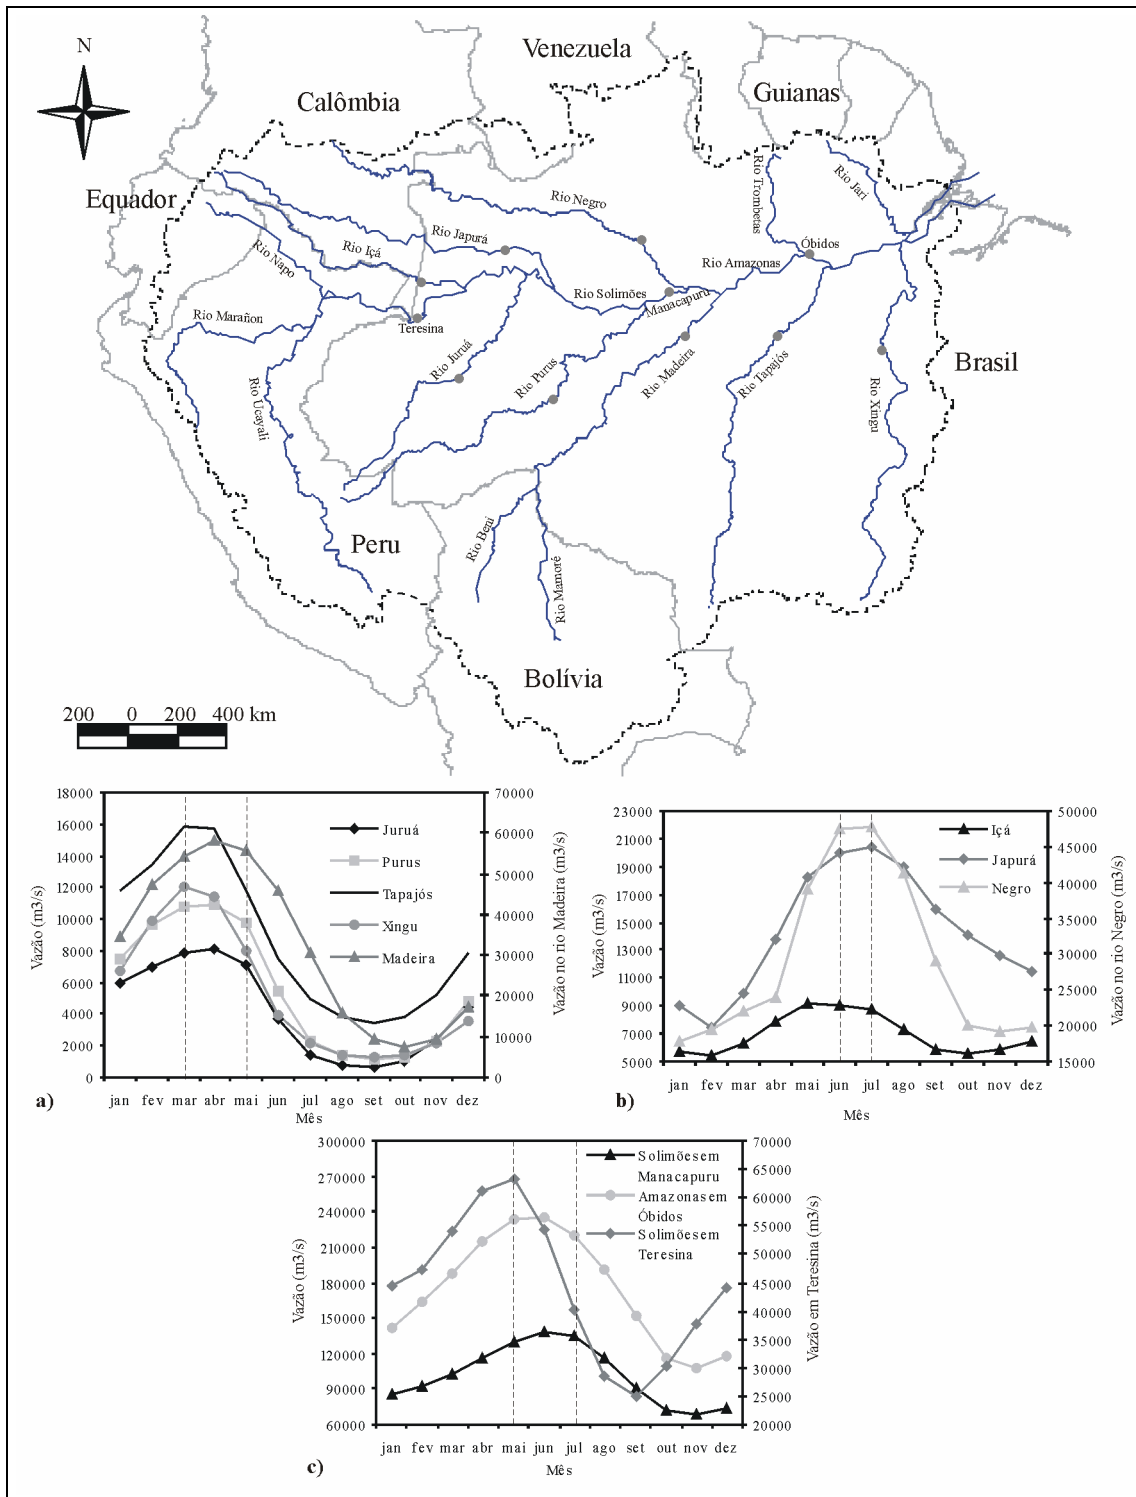 N
Venezuela
Calômbia
Guianas
Equador
Rio Trombetas
Rio Jari
Rio Negro
Rio Japurá
Rio Içá
Rio Napo
Óbidos
Rio Amazonas
Rio Solimões
Manacapuru
Rio Marañon
Teresina
Rio Juruá
Rio Purus
Rio Madeira
Rio Tapajós
Rio Xingu
Brasil
Rio Ucayali
Peru
Rio Beni
Rio Mamoré
Bolívia
200 0 200 400 km
Vazão (m3/s)
18000
16000
14000
12000
10000
8000
6000
4000
2000
0
Juruá
Purus
Tapajós
Xingu
Madeira
70000
60000
50000
40000
30000
20000
10000
0
Vazão no rio Madeira (m3/s)
jan fev mar abr mai jun jul ago set out nov dez
Mês
a)
Vazão (m3/s)
23000
21000
19000
17000
15000
13000
11000
9000
7000
5000
Içá
Japurá
Negro
50000
45000
40000
35000
30000
25000
20000
15000
Vazão no rio Negro (m3/s)
jan fev mar abr mai jun jul ago set out nov dez
Mês
b)
Vazão (m3/s)
300000
270000
240000
210000
180000
150000
120000
90000
60000
Solimões em
Manacapuru
Amazonas em
Óbidos
Solimões em
Teresina
70000
65000
60000
55000
50000
45000
40000
35000
30000
25000
20000
Vazão em Teresina (m3/s)
jan fev mar abr mai jun jul ago set out nov dez
Mês
c)